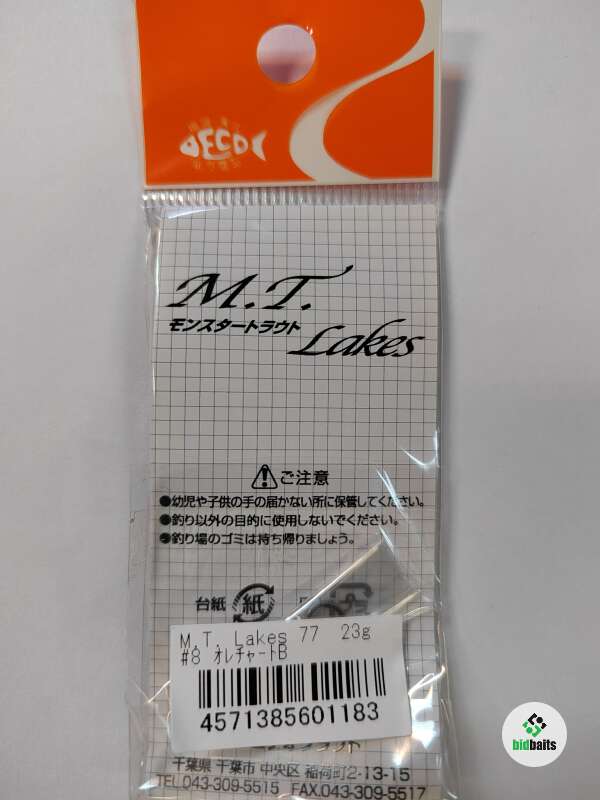 ECO
M.T.
モンスタートラウト
Lakes
ご注意
●幼児や子供の手の届かない所に保管してください。
●釣り以外の目的に使用しないでください。
●釣り場のゴミは持ち帰りましょう。
台紙 紙
M.T. Lakes 77 23g
#8 オレチャートB
4571385601183
千葉県 千葉市 中央区 稲荷町2-13-15
TEL.043-309-5515 FAX.043-309-5517
bidbaits